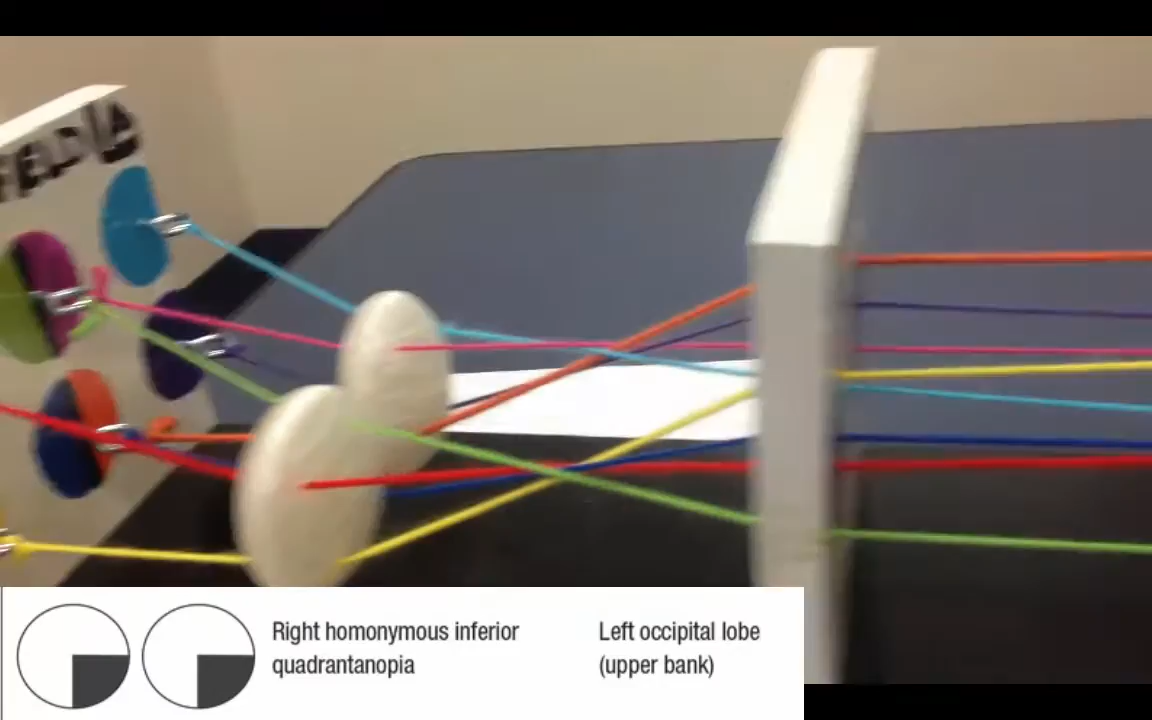 Right homonymous inferior
quadrantanopia
Left occipital lobe
(upper bank)